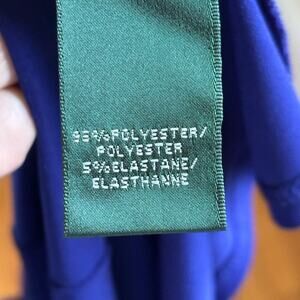 95%POLYESTER/
POLYESTER
5%ELASTANE/
ELASTHANNE